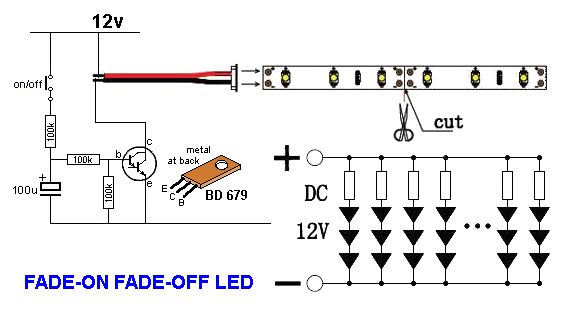 12v
on/off
100k
100k
100k
+
100u
b
c
e
metal
at back
E
C
B
BD 679
cut
+
DC
12V
FADE-ON FADE-OFF LED